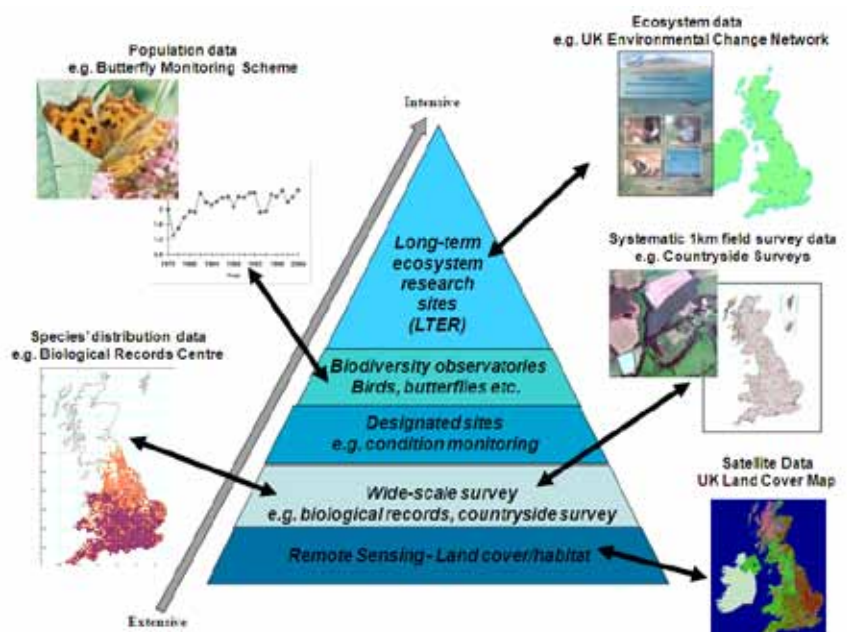 Population data
e.g. Butterfly Monitoring Scheme
Ecosystem data
e.g. UK Environmental Change Network
Intensive
Systematic 1km field survey data
e.g. Countryside Surveys
Long-term
ecosystem
research
sites
(LTER)
Species' distribution data
e.g. Biological Records Centre
Biodiversity observatories
Birds, butterflies etc.
Designated sites
e.g. condition monitoring
Satellite Data
UK Land Cover Map
Wide-scale survey
e.g. biological records, countryside survey
Remote Sensing - Land cover/habitat
Extensive